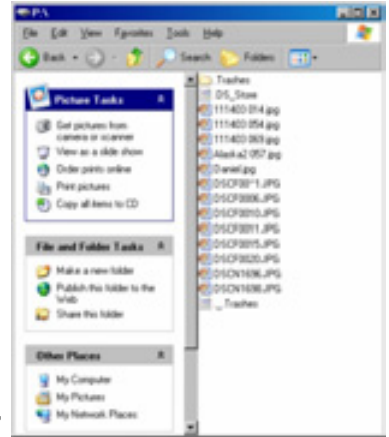 PA
File Edit View Favorites Tools Help
Back Search Folders
Picture Tasks
Get pictures from
camera or scanner
View as a slide show
Order prints online
Print pictures
Copy all items to CD
File and Folder Tasks
Make a new folder
Publish this folder to the
Web
Share this folder
Other Places
My Computer
My Pictures
My Network Places
Trashes
.DS_Store
111403 014.jpg
111403 054.jpg
111403 069.jpg
Alaska2 057.jpg
Daniel.jpg
DSCF0006.JPG
DSCF0010.JPG
DSCF0011.JPG
DSCF0015.JPG
DSCF0020.JPG
DSCN1696.JPG
DSCN1698.JPG
_Trashes